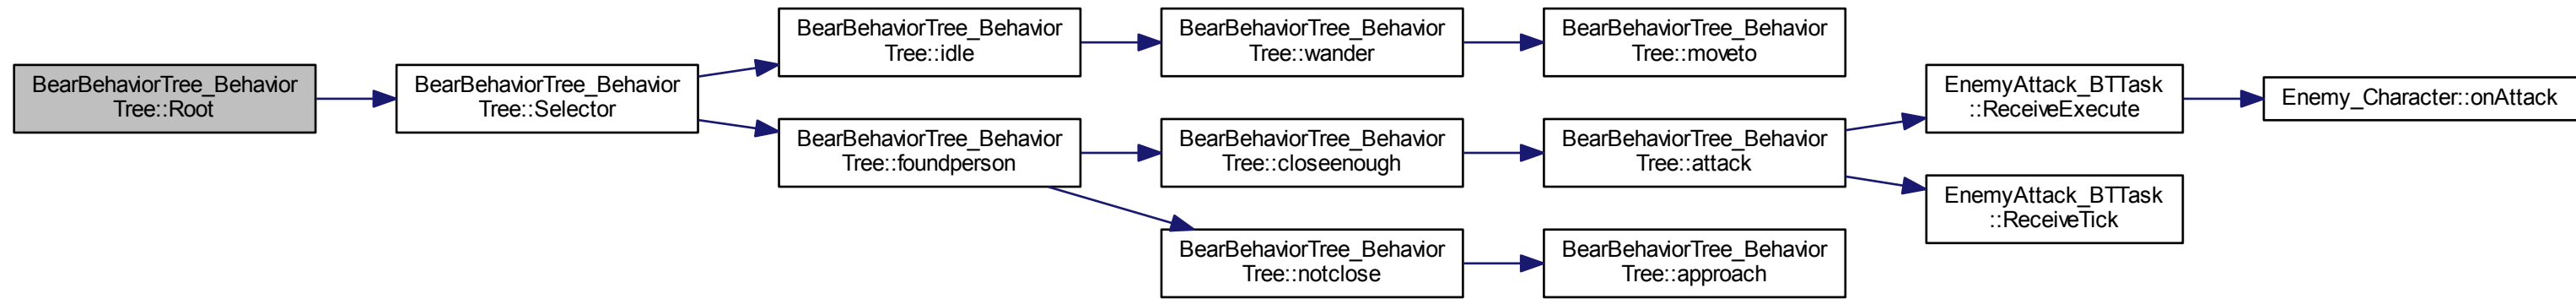 BearBehaviorTree_Behavior
Tree::Root
BearBehaviorTree_Behavior
Tree::Selector
BearBehaviorTree_Behavior
Tree::idle
BearBehaviorTree_Behavior
Tree::wander
BearBehaviorTree_Behavior
Tree::moveto
BearBehaviorTree_Behavior
Tree::foundperson
BearBehaviorTree_Behavior
Tree::closeenough
BearBehaviorTree_Behavior
Tree::attack
EnemyAttack_BTTask
::ReceiveExecute
Enemy_Character::onAttack
EnemyAttack_BTTask
::ReceiveTick
BearBehaviorTree_Behavior
Tree::notclose
BearBehaviorTree_Behavior
Tree::approach